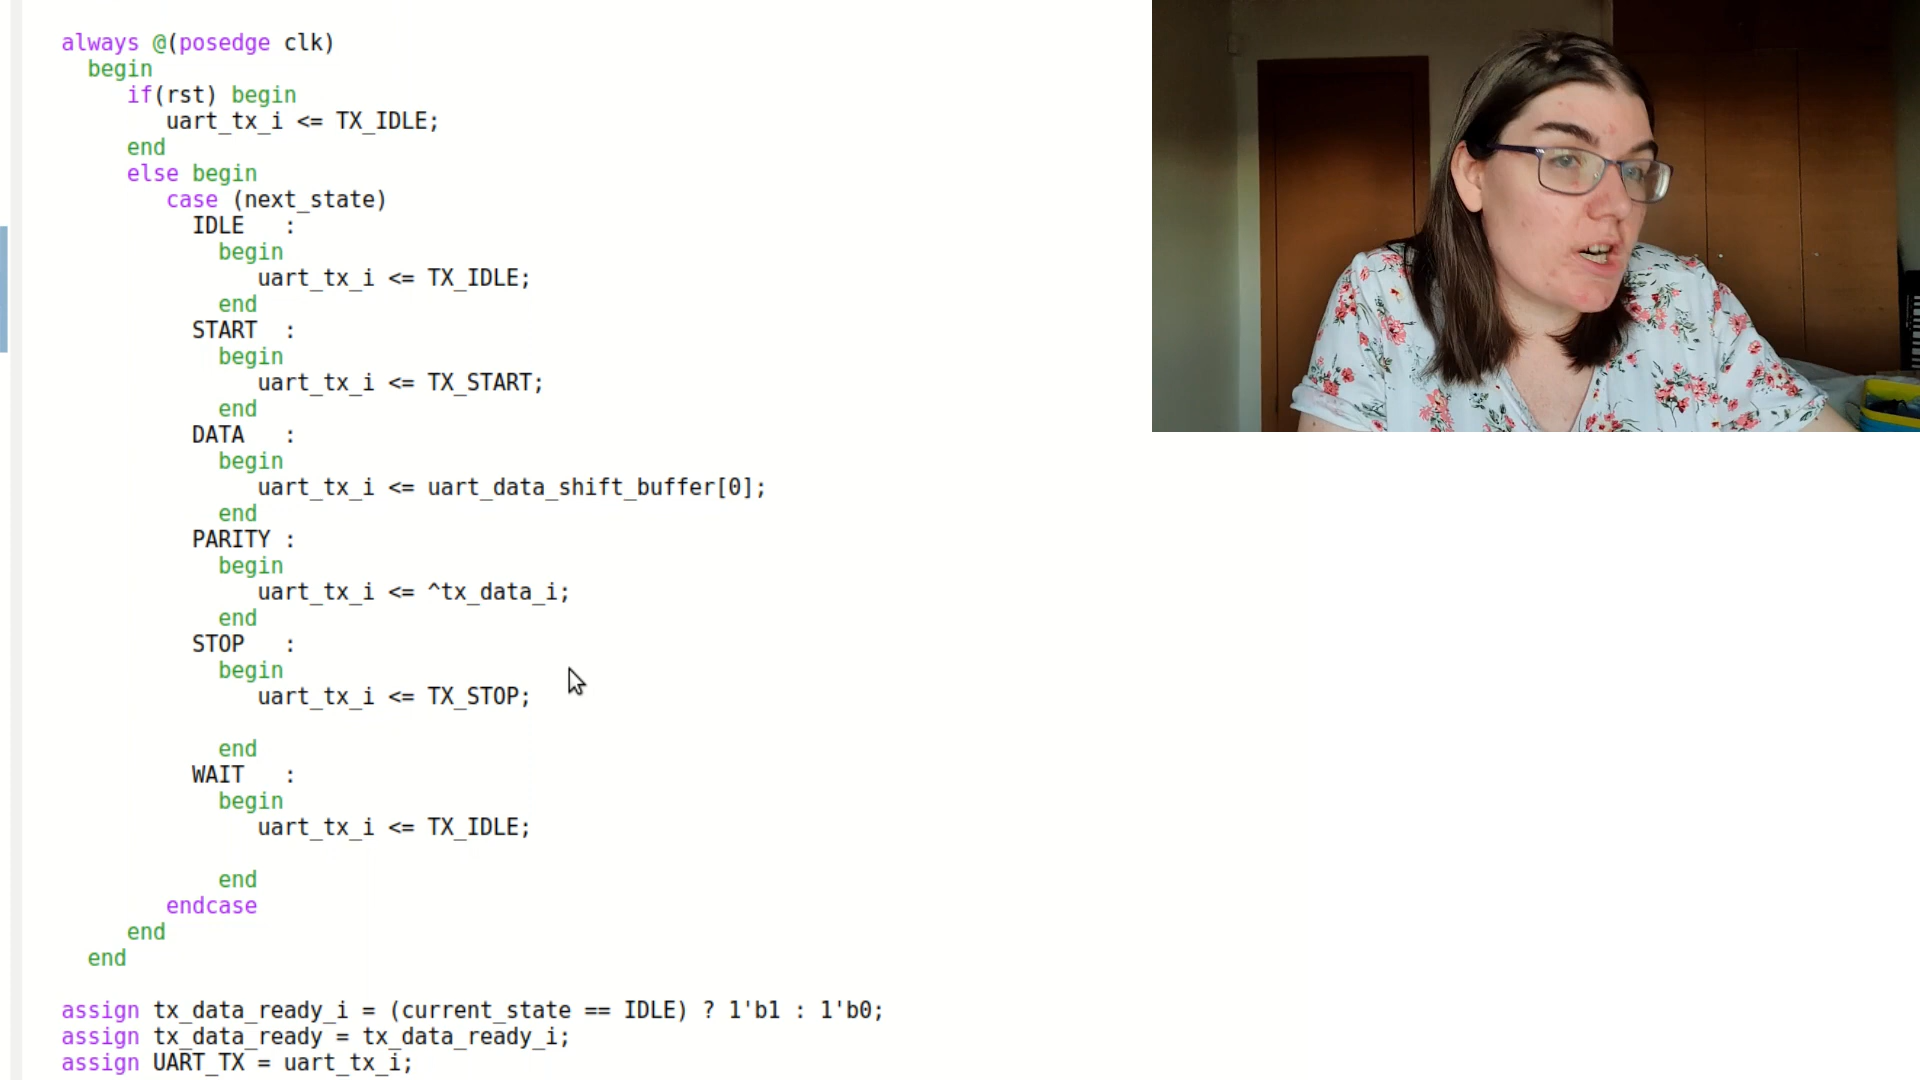 always @(posedge clk)
begin
if(rst) begin
uart_tx_i <= TX_IDLE;
end
else begin
case (next_state)
IDLE :
begin
uart_tx_i <= TX_IDLE;
end
START :
begin
uart_tx_i <= TX_START;
end
DATA :
begin
uart_tx_i <= uart_data_shift_buffer[0];
end
PARITY :
begin
uart_tx_i <= ^tx_data_i;
end
STOP :
begin
uart_tx_i <= TX_STOP;
end
WAIT :
begin
uart_tx_i <= TX_IDLE;
end
endcase
end
end
assign tx_data_ready_i = (current_state == IDLE) ? 1'b1 : 1'b0;
assign tx_data_ready = tx_data_ready_i;
assign UART_TX = uart_tx_i;